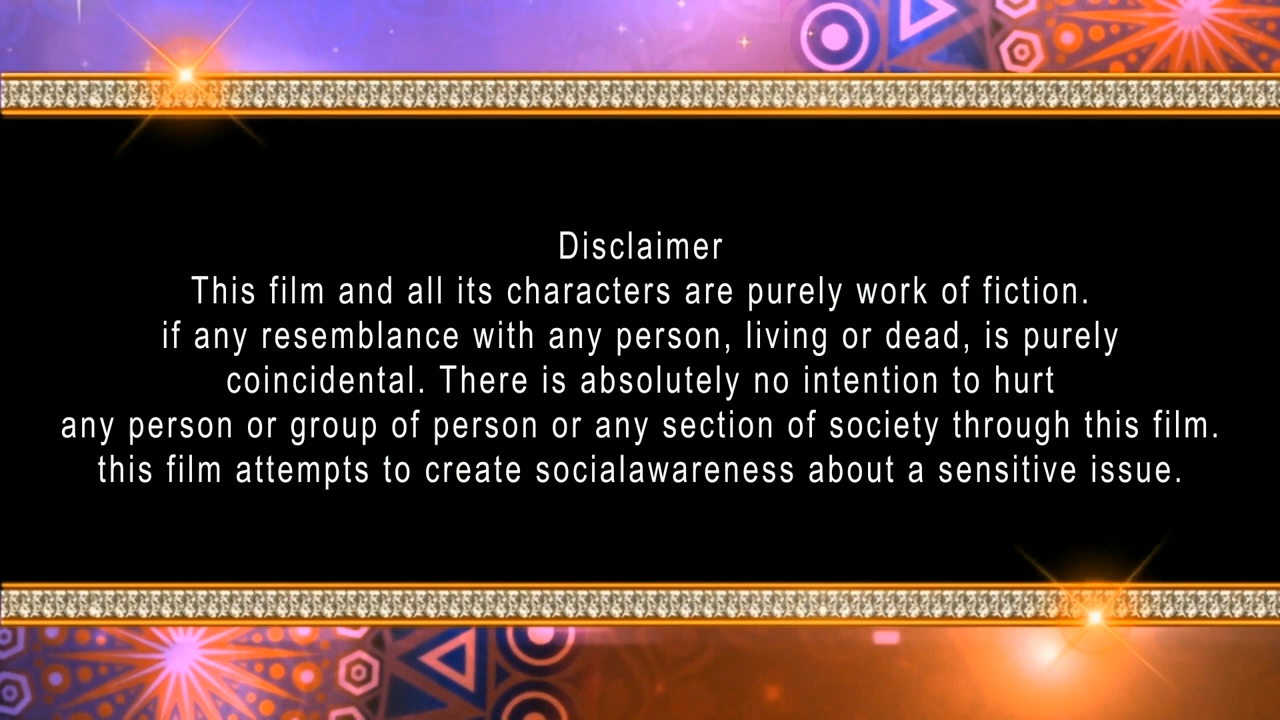 Disclaimer
This film and all its characters are purely work of fiction.
if any resemblance with any person, living or dead, is purely
coincidental. There is absolutely no intention to hurt
any person or group of person or any section of society through this film.
this film attempts to create socialawareness about a sensitive issue.